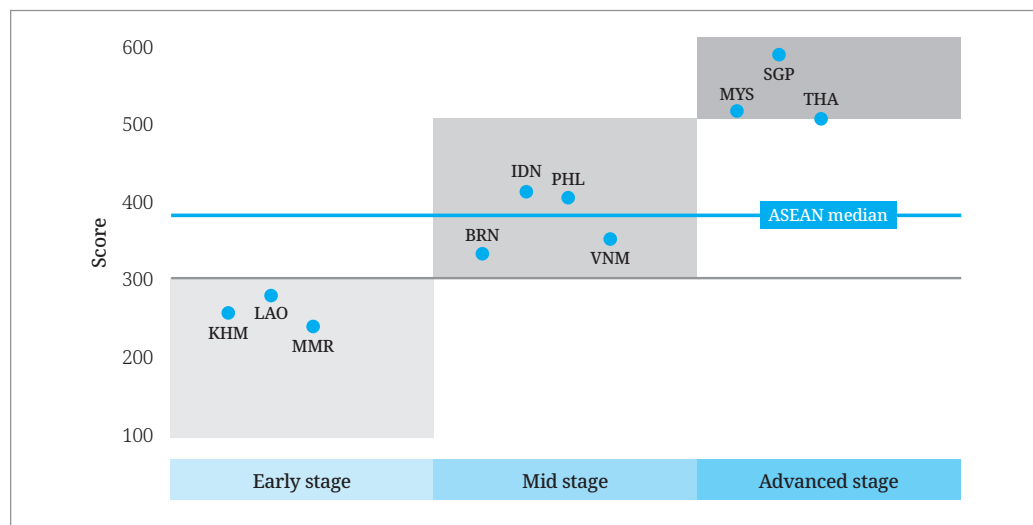 600
SGP
MYS
THA
500
IDN
PHL
400
ASEAN median
BRN
VNM
Score
300
LAO
KHM
MMR
200
100
Early stage
Mid stage
Advanced stage